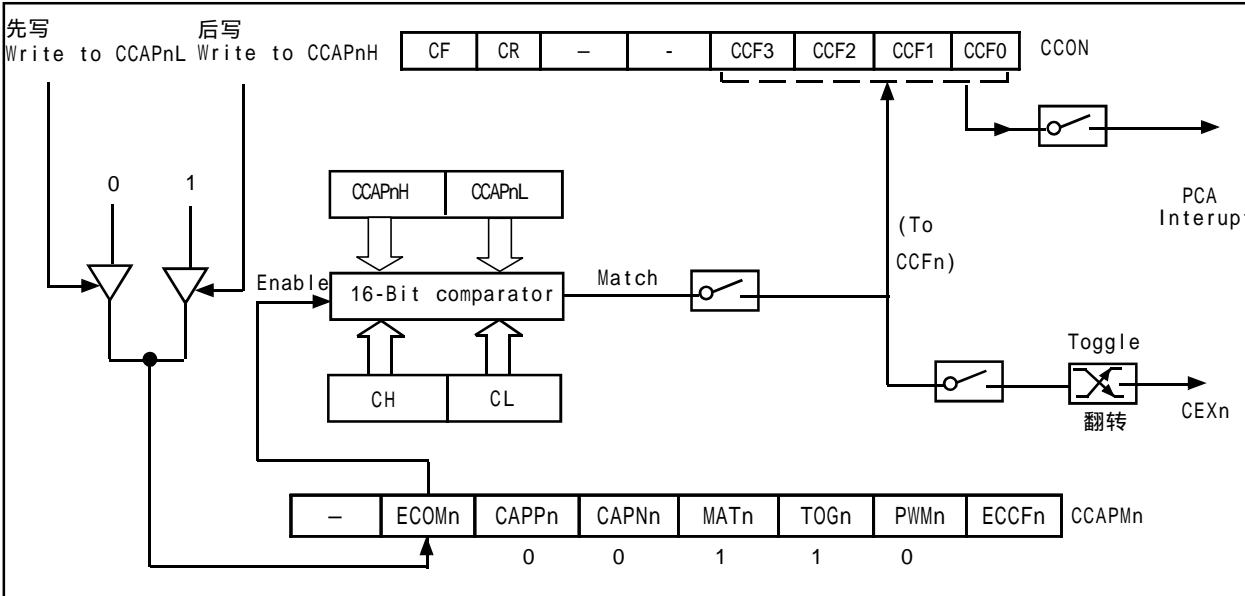 先写 后写
Write to CCAPnL Write to CCAPnH
CF CR — - CCF3 CCF2 CCF1 CCF0 CCON
0 1
CCAPnH CCAPnL
PCA
Interupt
(To
CCFn)
Enable 16-Bit comparator Match
Toggle
CH CL
CEXn
翻转
— ECOMn CAPPn CAPNn MATn TOGn PWMn ECCFn CCAPMn
0 0 1 1 0